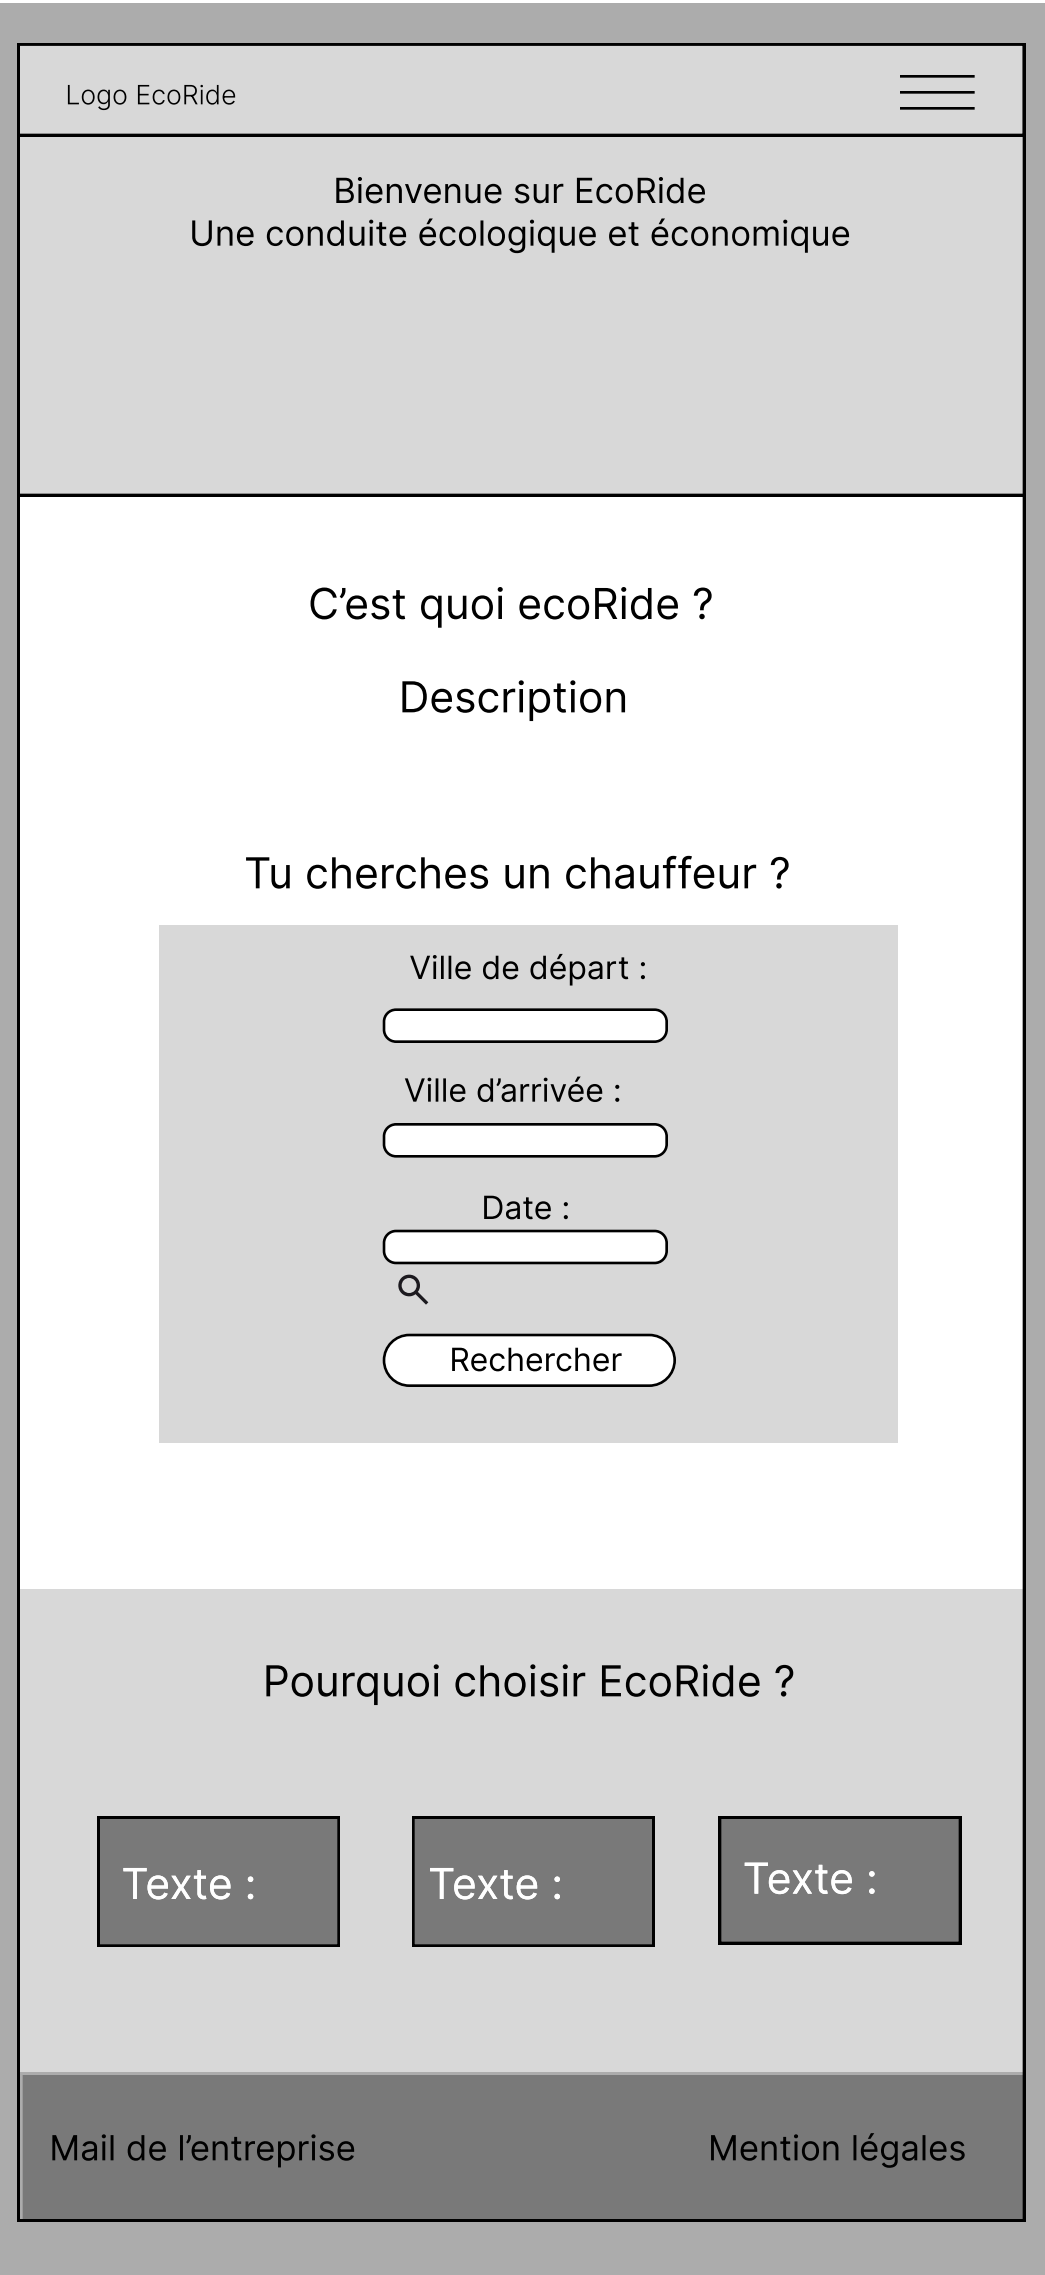 Logo EcoRide
Bienvenue sur EcoRide
Une conduite écologique et économique
C’est quoi ecoRide ?
Description
Tu cherches un chauffeur ?
Ville de départ :
Ville d’arrivée :
Date :
Rechercher
Pourquoi choisir EcoRide ?
Texte :
Texte :
Texte :
Mail de l’entreprise
Mention légales